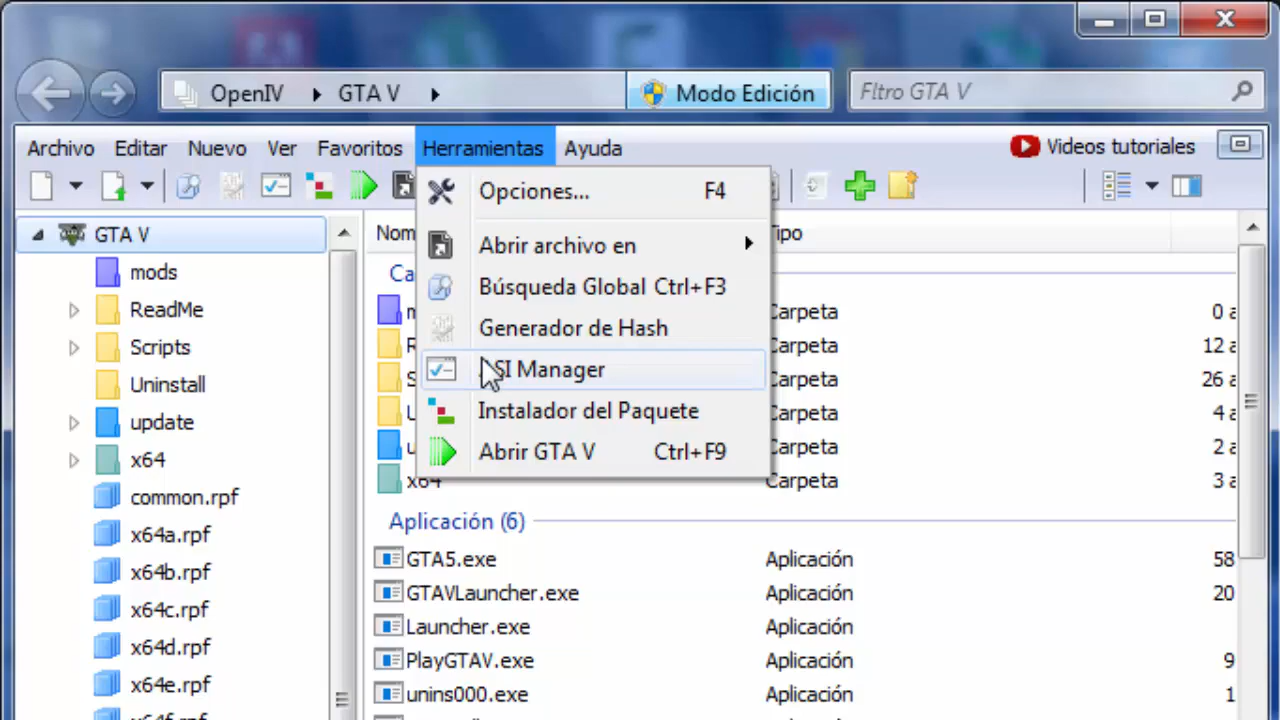 OpenIV GTA V Modo Edición Fltro GTA V
Archivo Editar Nuevo Ver Favoritos Herramientas Ayuda Videos tutoriales
Opciones... F4
Abrir archivo en
Búsqueda Global Ctrl+F3
Generador de Hash
SI Manager
Instalador del Paquete
Abrir GTA V Ctrl+F9
GTA V
mods
ReadMe
Scripts
Uninstall
update
x64
common.rpf
x64a.rpf
x64b.rpf
x64c.rpf
x64d.rpf
x64e.rpf
Nom
Carpeta 0
Carpeta 12
Carpeta 26
Carpeta 4
Carpeta 2
x64 Carpeta 3
Aplicación (6)
GTA5.exe Aplicación 58
GTAVLauncher.exe Aplicación 20
Launcher.exe Aplicación
PlayGTAV.exe Aplicación 9
unins000.exe Aplicación 1